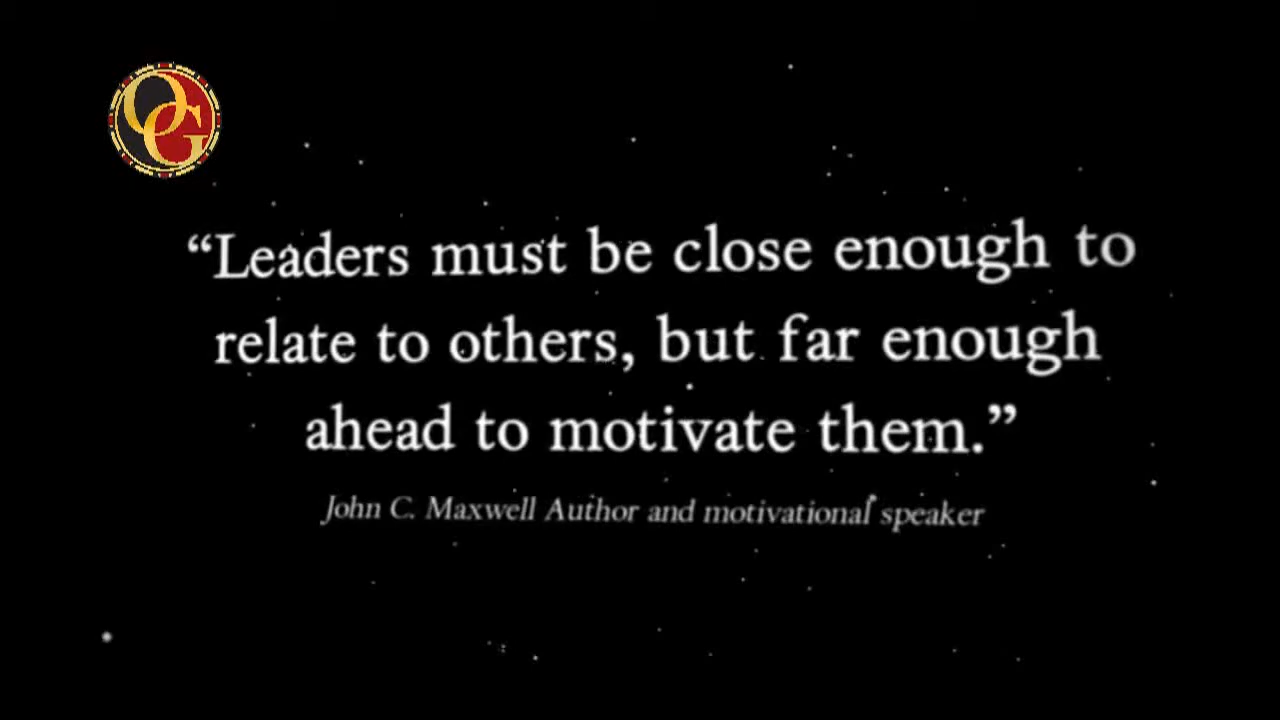 OG
“Leaders must be close enough to
relate to others, but far enough
ahead to motivate them.”
John C. Maxwell Author and motivational speaker